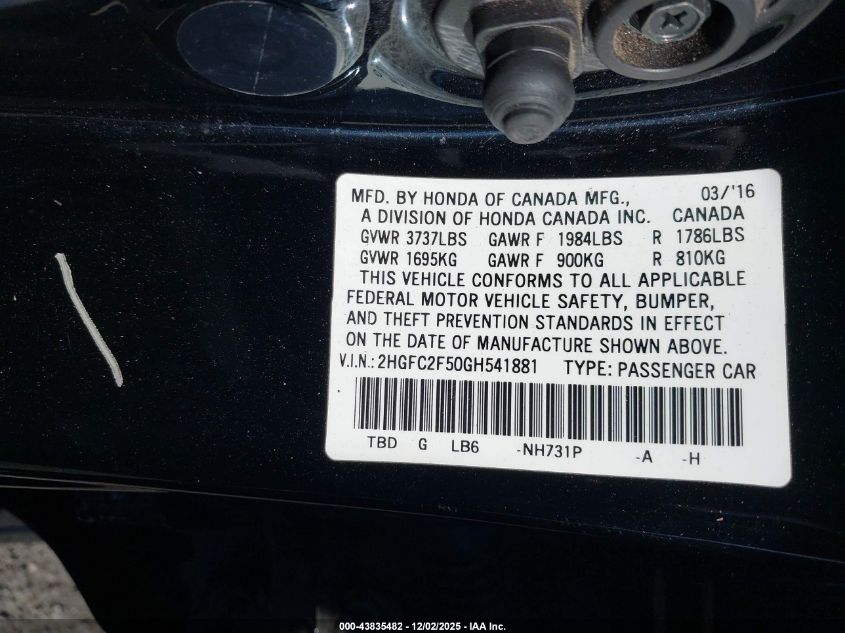 MFD. BY HONDA OF CANADA MFG., 03/'16
A DIVISION OF HONDA CANADA INC. CANADA
GVWR 3737LBS GAWR F 1984LBS R 1786LBS
GVWR 1695KG GAWR F 900KG R 810KG
THIS VEHICLE CONFORMS TO ALL APPLICABLE
FEDERAL MOTOR VEHICLE SAFETY, BUMPER,
AND THEFT PREVENTION STANDARDS IN EFFECT
ON THE DATE OF MANUFACTURE SHOWN ABOVE.
V.I.N.: 2HGFC2F50GH541881 TYPE: PASSENGER CAR
TBD G LB6 -NH731P -A -H
000-43835482 — 12/02/2025 — IAA Inc.